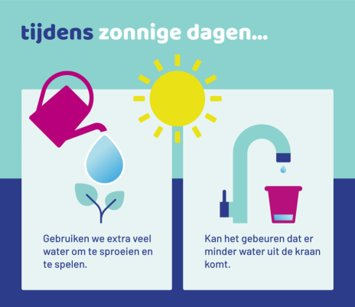 tijdens zonnige dagen...
Gebruiken we extra veel
water om te sproeien en
te spelen.
Kan het gebeuren dat er
minder water uit de kraan
komt.